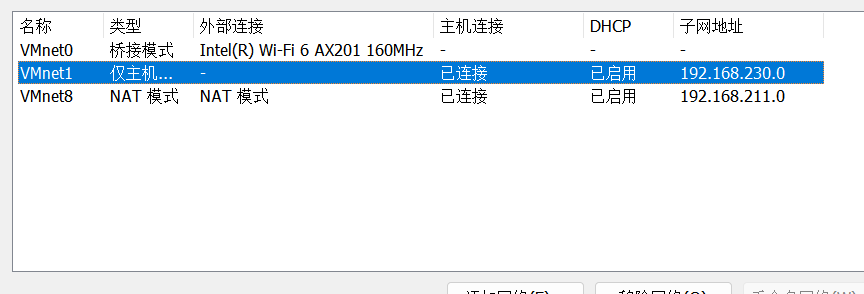 名称 类型 外部连接 主机连接 DHCP 子网地址
VMnet0 桥接模式 Intel(R) Wi-Fi 6 AX201 160MHz - - -
VMnet1 仅主机... - 已连接 已启用 192.168.230.0
VMnet8 NAT 模式 NAT 模式 已连接 已启用 192.168.211.0